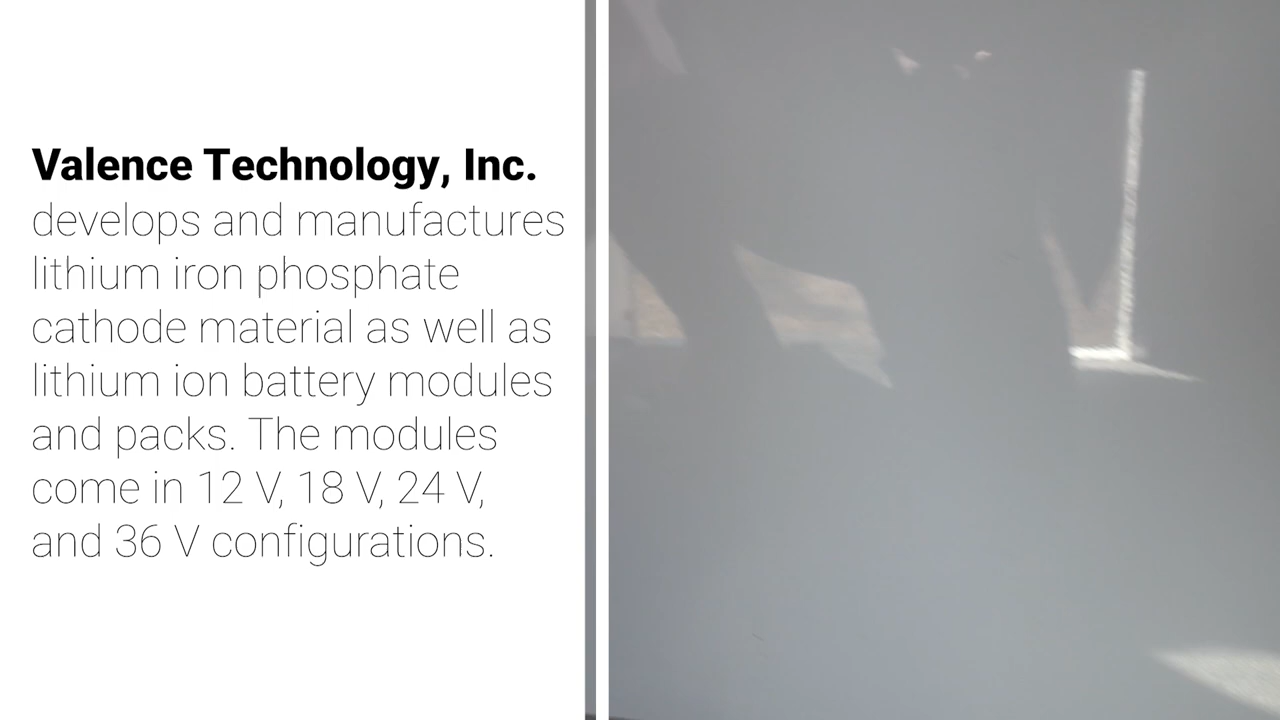 Valence Technology, Inc.
develops and manufactures
lithium iron phosphate
cathode material as well as
lithium ion battery modules
and packs. The modules
come in 12 V, 18 V, 24 V,
and 36 V configurations.